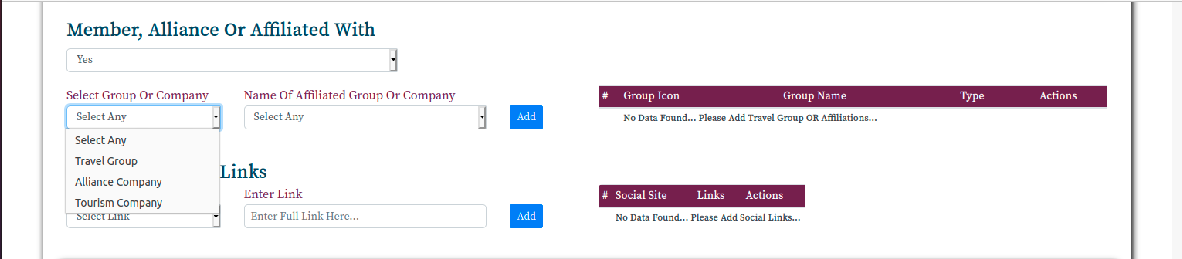 Member, Alliance Or Affiliated With
Yes
Select Group Or Company
Name Of Affiliated Group Or Company
Select Any
Select Any
Add
Select Any
Travel Group
Alliance Company
Tourism Company
# Group Icon Group Name Type Actions
No Data Found... Please Add Travel Group OR Affiliations...
Links
Select Link
Enter Link
Enter Full Link Here...
Add
# Social Site Links Actions
No Data Found... Please Add Social Links...